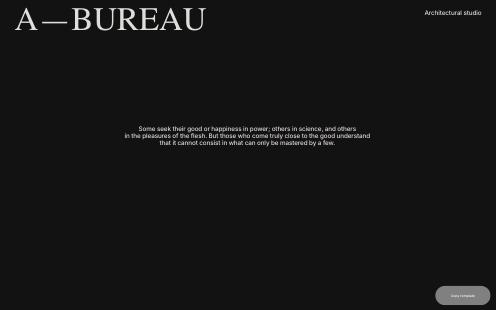 A—BUREAU
Architectural studio
Some seek their good or happiness in power; others in science, and others
in the pleasures of the flesh. But those who come truly close to the good understand
that it cannot consist in what can only be mastered by a few.